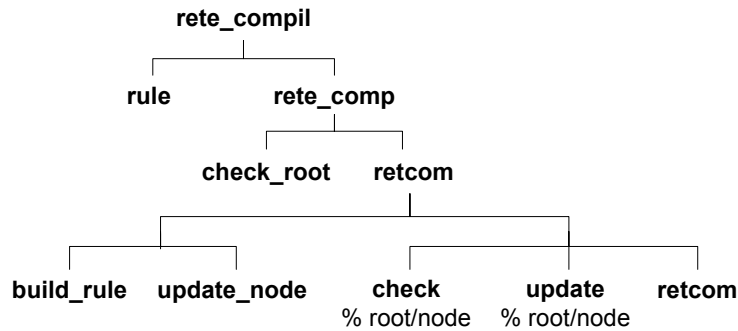 rete_compil
rule rete_comp
check_root retcom
build_rule update_node check update retcom
% root/node % root/node